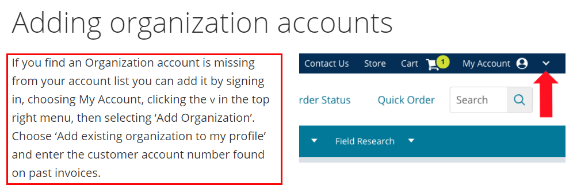 Adding organization accounts
If you find an Organization account is missing
from your account list you can add it by signing
in, choosing My Account, clicking the v in the top
right menu, then selecting 'Add Organization'.
Choose 'Add existing organization to my profile'
and enter the customer account number found
on past invoices.
Contact Us Store Cart 1 My Account
rder Status Quick Order Search
Field Research